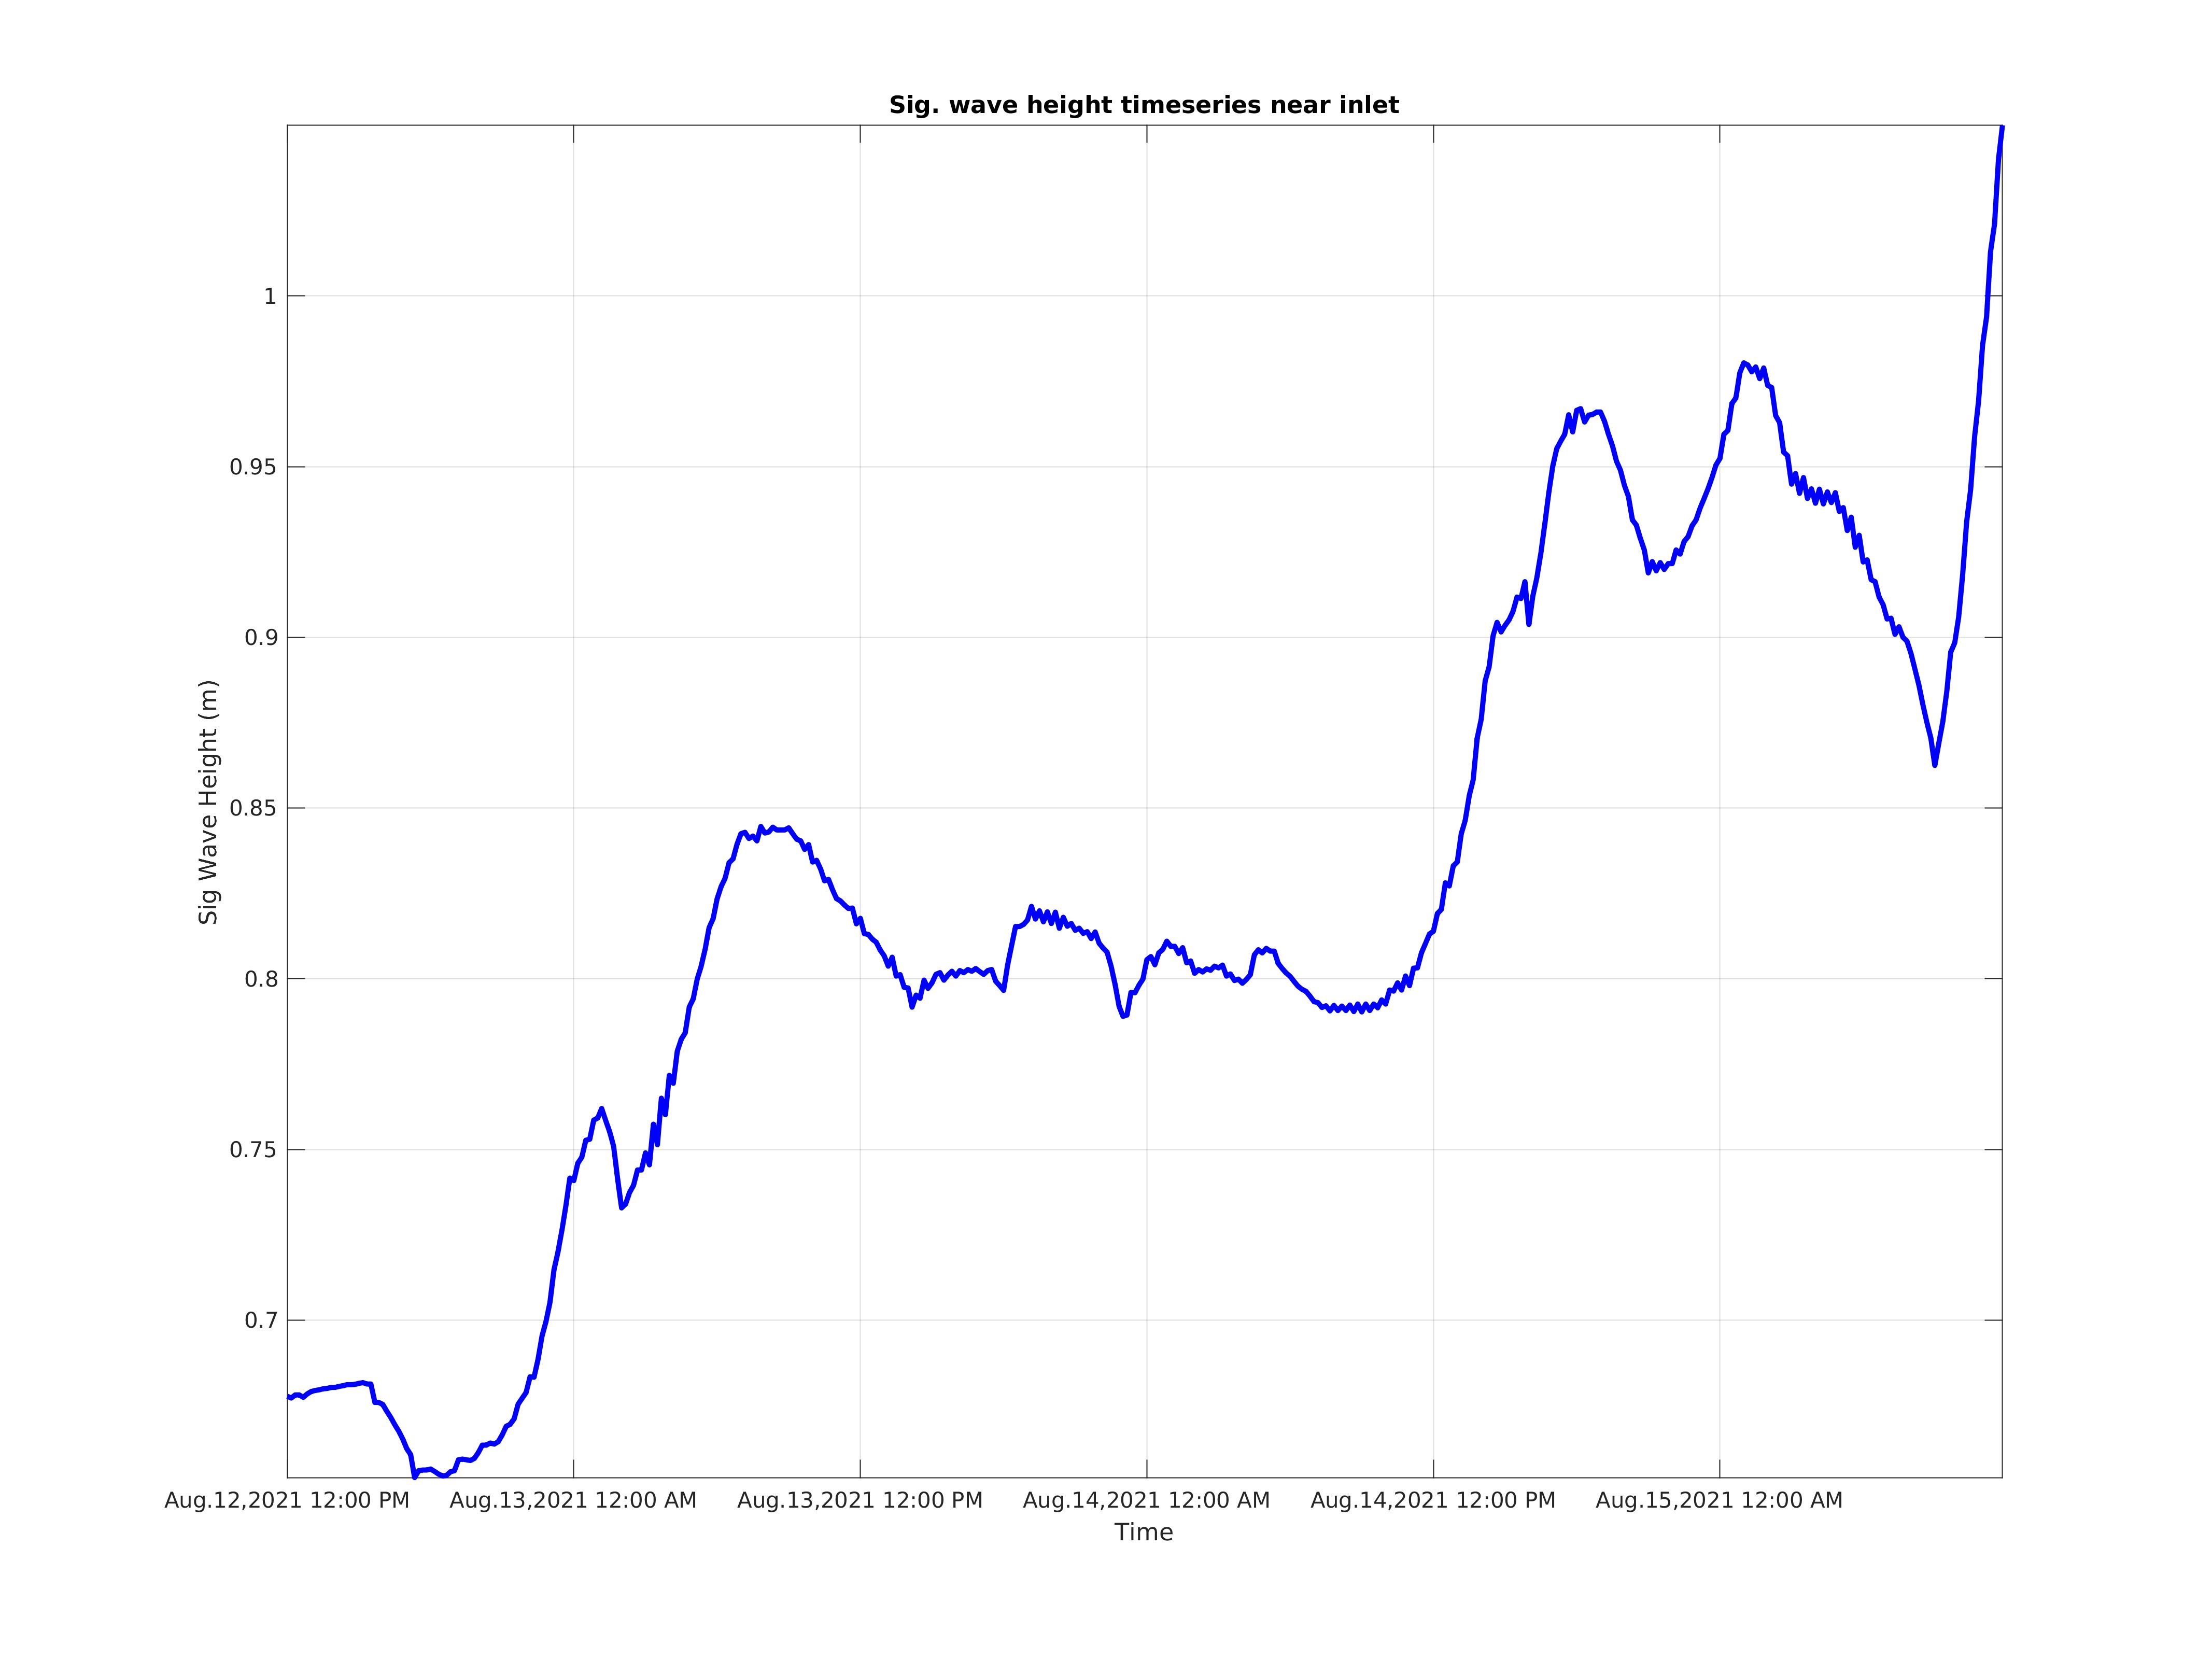 Sig. wave height timeseries near inlet
1
0.95
0.9
0.85
0.8
0.75
0.7
Sig Wave Height (m)
Aug.12,2021 12:00 PM
Aug.13,2021 12:00 AM
Aug.13,2021 12:00 PM
Aug.14,2021 12:00 AM
Aug.14,2021 12:00 PM
Aug.15,2021 12:00 AM
Time